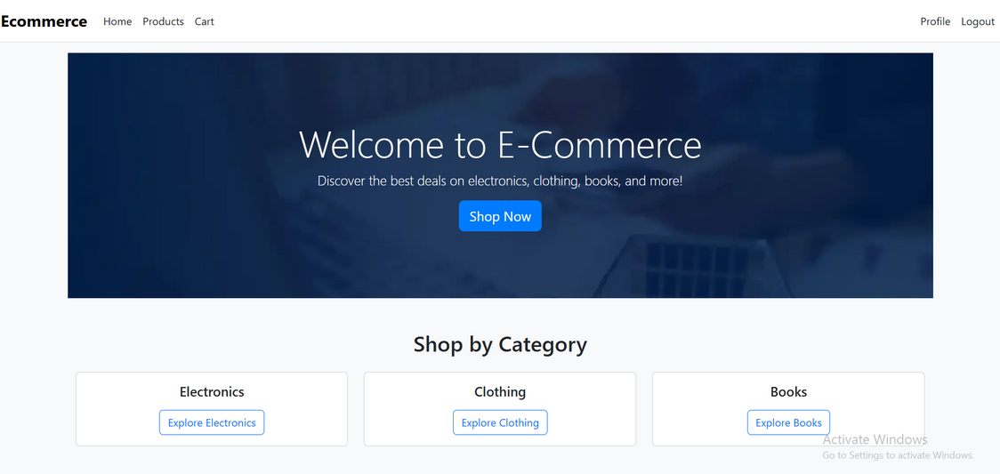 Ecommerce Home Products Cart Profile Logout
Welcome to E-Commerce
Discover the best deals on electronics, clothing, books, and more!
Shop Now
Shop by Category
Electronics Clothing Books
Explore Electronics Explore Clothing Explore Books
Activate Windows
Go to Settings to activate Windows.